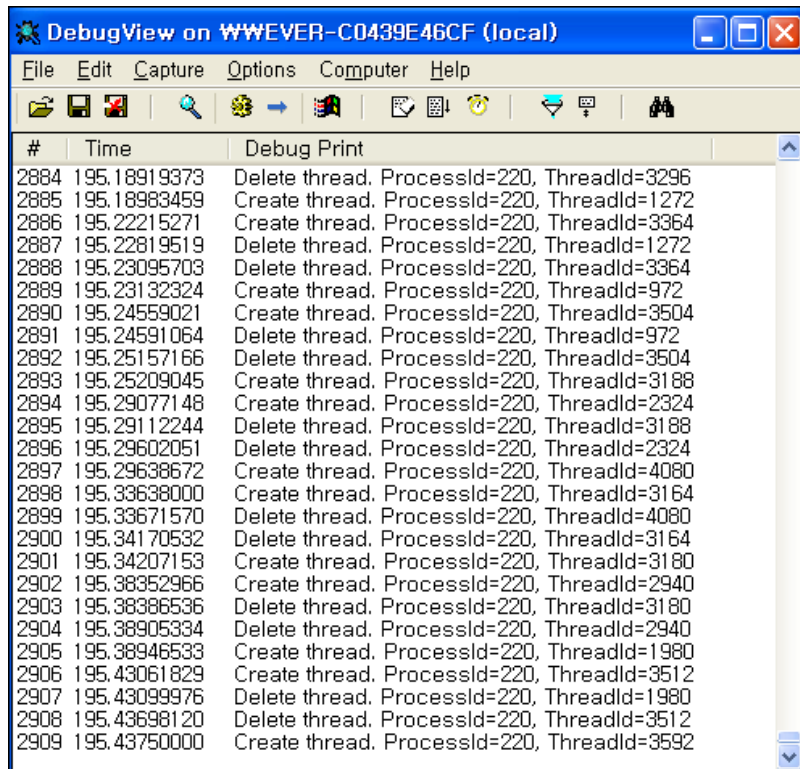 DebugView on ₩₩EVER-C0439E46CF (local)
File Edit Capture Options Computer Help
# Time Debug Print
2884 195.18919373 Delete thread. ProcessId=220, ThreadId=3296
2885 195.18983459 Create thread. ProcessId=220, ThreadId=1272
2886 195.22215271 Create thread. ProcessId=220, ThreadId=3364
2887 195.22819519 Delete thread. ProcessId=220, ThreadId=1272
2888 195.23095703 Delete thread. ProcessId=220, ThreadId=3364
2889 195.23132324 Create thread. ProcessId=220, ThreadId=972
2890 195.24559021 Create thread. ProcessId=220, ThreadId=3504
2891 195.24591064 Delete thread. ProcessId=220, ThreadId=972
2892 195.25157166 Delete thread. ProcessId=220, ThreadId=3504
2893 195.25209045 Create thread. ProcessId=220, ThreadId=3188
2894 195.29077148 Create thread. ProcessId=220, ThreadId=2324
2895 195.29112244 Delete thread. ProcessId=220, ThreadId=3188
2896 195.29602051 Delete thread. ProcessId=220, ThreadId=2324
2897 195.29638672 Create thread. ProcessId=220, ThreadId=4080
2898 195.33638000 Create thread. ProcessId=220, ThreadId=3164
2899 195.33671570 Delete thread. ProcessId=220, ThreadId=4080
2900 195.34170532 Delete thread. ProcessId=220, ThreadId=3164
2901 195.34207153 Create thread. ProcessId=220, ThreadId=3180
2902 195.38352966 Create thread. ProcessId=220, ThreadId=2940
2903 195.38386536 Delete thread. ProcessId=220, ThreadId=3180
2904 195.38905334 Delete thread. ProcessId=220, ThreadId=2940
2905 195.38946533 Create thread. ProcessId=220, ThreadId=1980
2906 195.43061829 Create thread. ProcessId=220, ThreadId=3512
2907 195.43099976 Delete thread. ProcessId=220, ThreadId=1980
2908 195.43698120 Delete thread. ProcessId=220, ThreadId=3512
2909 195.43750000 Create thread. ProcessId=220, ThreadId=3592